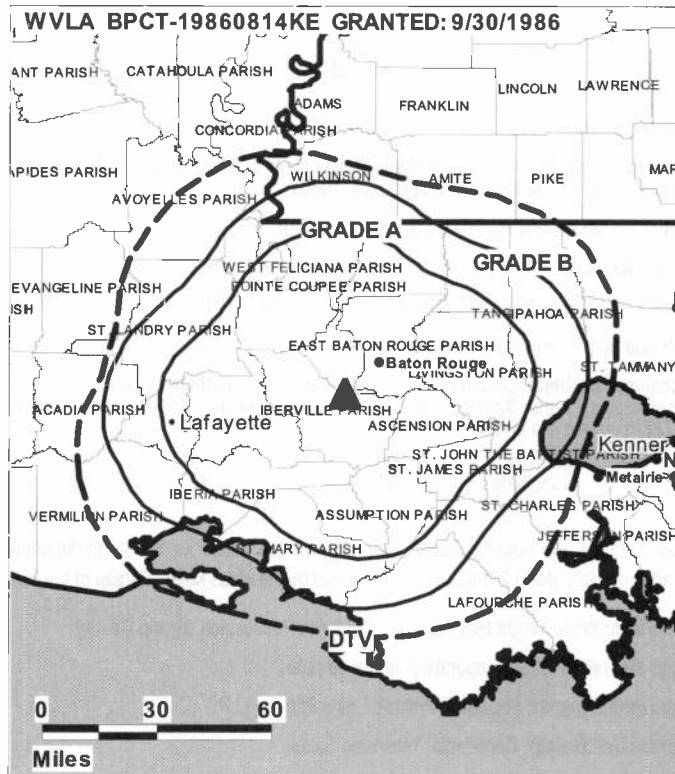 WVLA BPCT-19860814KE GRANTED: 9/30/1986
ANT PARISH
CATAHOULA PARISH
LINCOLN
LAWRENCE
ADAMS
FRANKLIN
CONCORDIA PARISH
APIDES PARISH
WILKINSON
AMITE
PIKE
MAR
AVOYELLES PARISH
GRADE A
GRADE B
WEST FELICIANA PARISH
POINTE COUPEE PARISH
EVANGELINE PARISH
ISH
TANGIPAHOA PARISH
ST. LANDRY PARISH
EAST BATON ROUGE PARISH
Baton Rouge
LIVINGSTON PARISH
ST. TAMMANY
ACADIA PARISH
IBERVILLE PARISH
Lafayette
ASCENSION PARISH
Kenner
ST. JOHN THE BAPTIST PARISH
N
ST. JAMES PARISH
Metairie
IBERIA PARISH
ST. CHARLES PARISH
VERMILION PARISH
ASSUMPTION PARISH
JEFFERSON PARISH
ST. MARY PARISH
LAFOURCHE PARISH
DTV
0 30 60
Miles